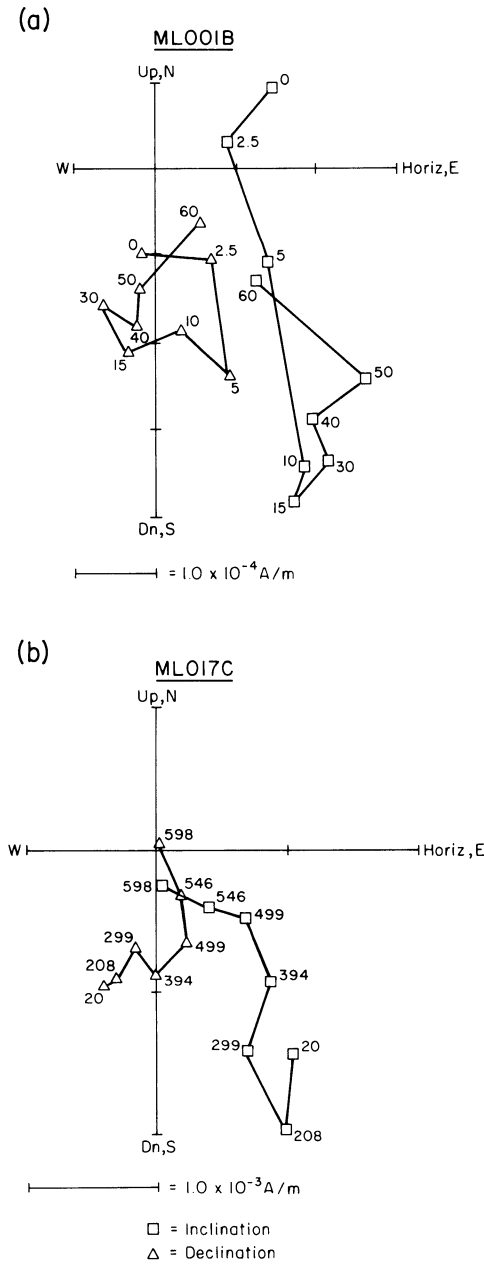 (a)
ML001B
Up,N
0
2.5
W
Horiz,E
60
0
2.5
5
60
50
30
40
10
15
5
50
40
10
30
15
Dn,S
= 1.0 x 10⁻⁴ A/m
(b)
ML017C
Up,N
598
W
Horiz,E
598
546
546
499
299
499
208
20
394
394
299
20
208
Dn,S
= 1.0 x 10⁻³ A/m
□ = Inclination
△ = Declination